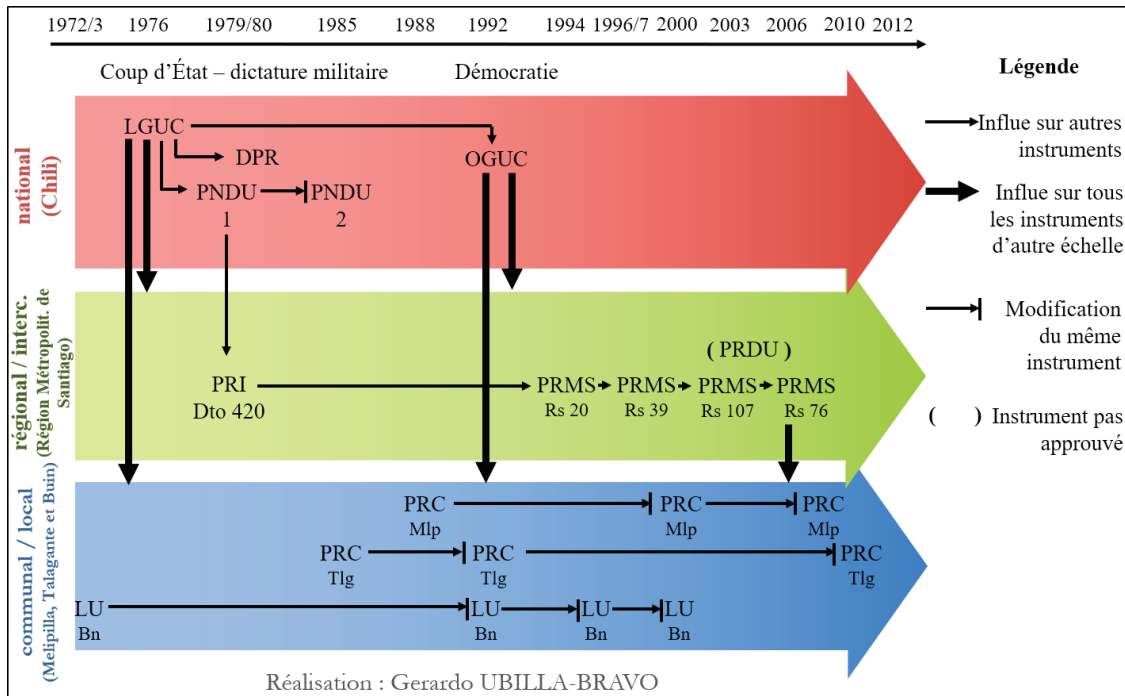 1972/3 1976 1979/80 1985 1988 1992 1994 1996/7 2000 2003 2006 2010 2012
Coup d’État – dictature militaire Démocratie
national
(Chili)
LGUC
DPR
OGUC
PNDU PNDU
1 2
régional / interc.
(Région Métropolit. de
Santiago)
( PRDU )
PRI PRMS PRMS PRMS PRMS
Dto 420 Rs 20 Rs 39 Rs 107 Rs 76
communal / local
(Melipilla, Talagante et Buin)
PRC PRC PRC
Mlp Mlp Mlp
PRC PRC PRC
Tlg Tlg Tlg
LU LU LU LU
Bn Bn Bn Bn
Réalisation : Gerardo UBILLA-BRAVO
Légende
Influe sur autres
instruments
Influe sur tous
les instruments
d’autre échelle
Modification
du même
instrument
( ) Instrument pas
approuvé